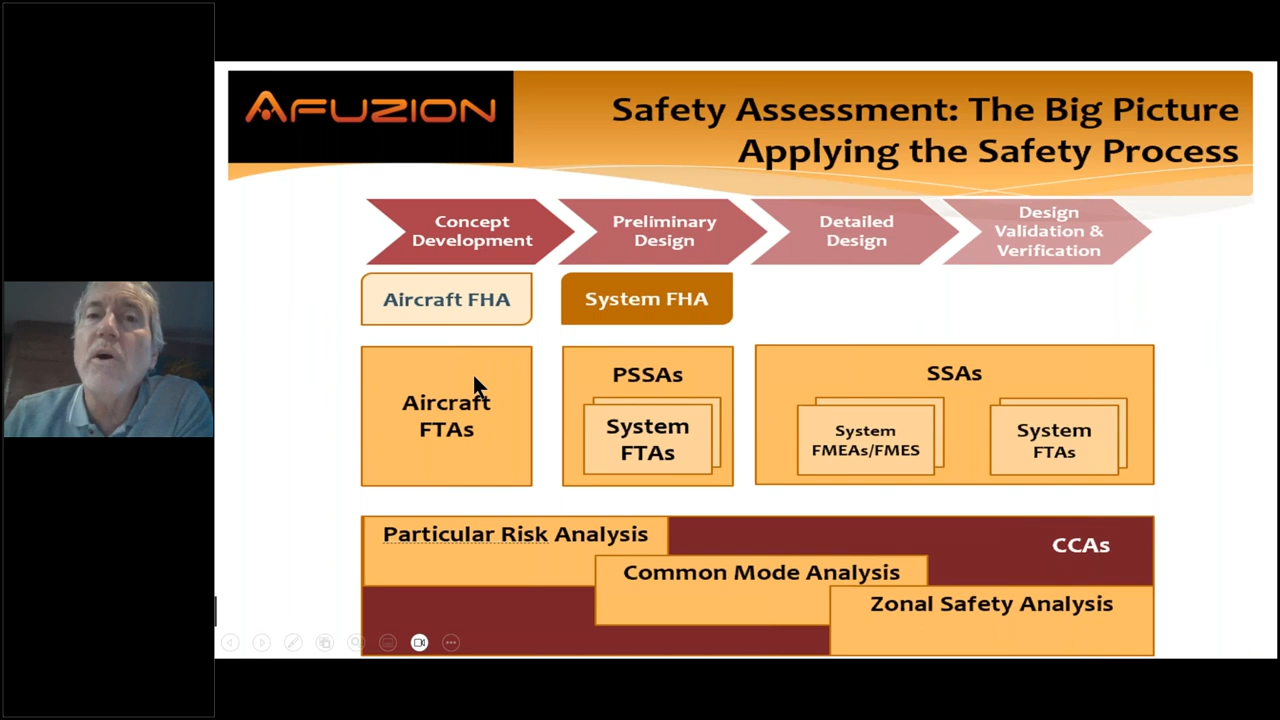 AFUZION
Safety Assessment: The Big Picture
Applying the Safety Process
Concept
Development
Preliminary
Design
Detailed
Design
Design
Validation &
Verification
Aircraft FHA
System FHA
Aircraft
FTAs
PSSAs
System
FTAs
SSAs
System
FMEAs/FMES
System
FTAs
Particular Risk Analysis
CCAs
Common Mode Analysis
Zonal Safety Analysis